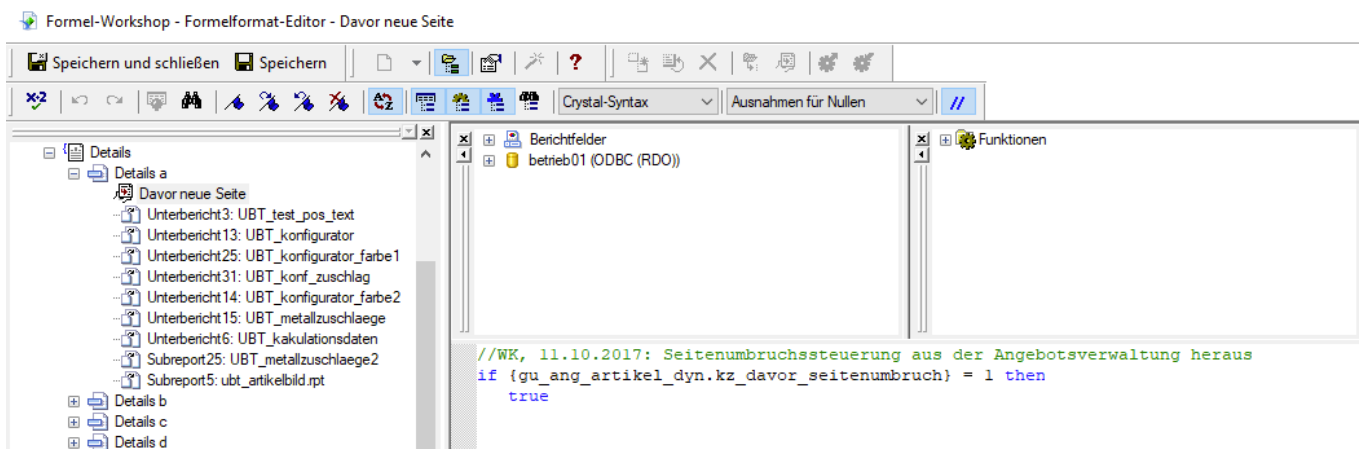 Formel-Workshop - Formelformat-Editor - Davor neue Seite
Speichern und schließen Speichern
Crystal-Syntax Ausnahmen für Nullen //
Details
Details a
Davor neue Seite
Unterbericht3: UBT_test_pos_text
Unterbericht13: UBT_konfigurator
Unterbericht25: UBT_konfigurator_farbe1
Unterbericht31: UBT_konf_zuschlag
Unterbericht14: UBT_konfigurator_farbe2
Unterbericht15: UBT_metallzuschlaege
Unterbericht6: UBT_kakulationsdaten
Subreport25: UBT_metallzuschlaege2
Subreport5: ubt_artikelbild.rpt
Details b
Details c
Details d
Berichtfelder
betrieb01 (ODBC (RDO))
Funktionen
//WK, 11.10.2017: Seitenumbruchssteuerung aus der Angebotsverwaltung heraus
if {gu_ang_artikel_dyn.kz_davor_seitenumbruch} = 1 then
true